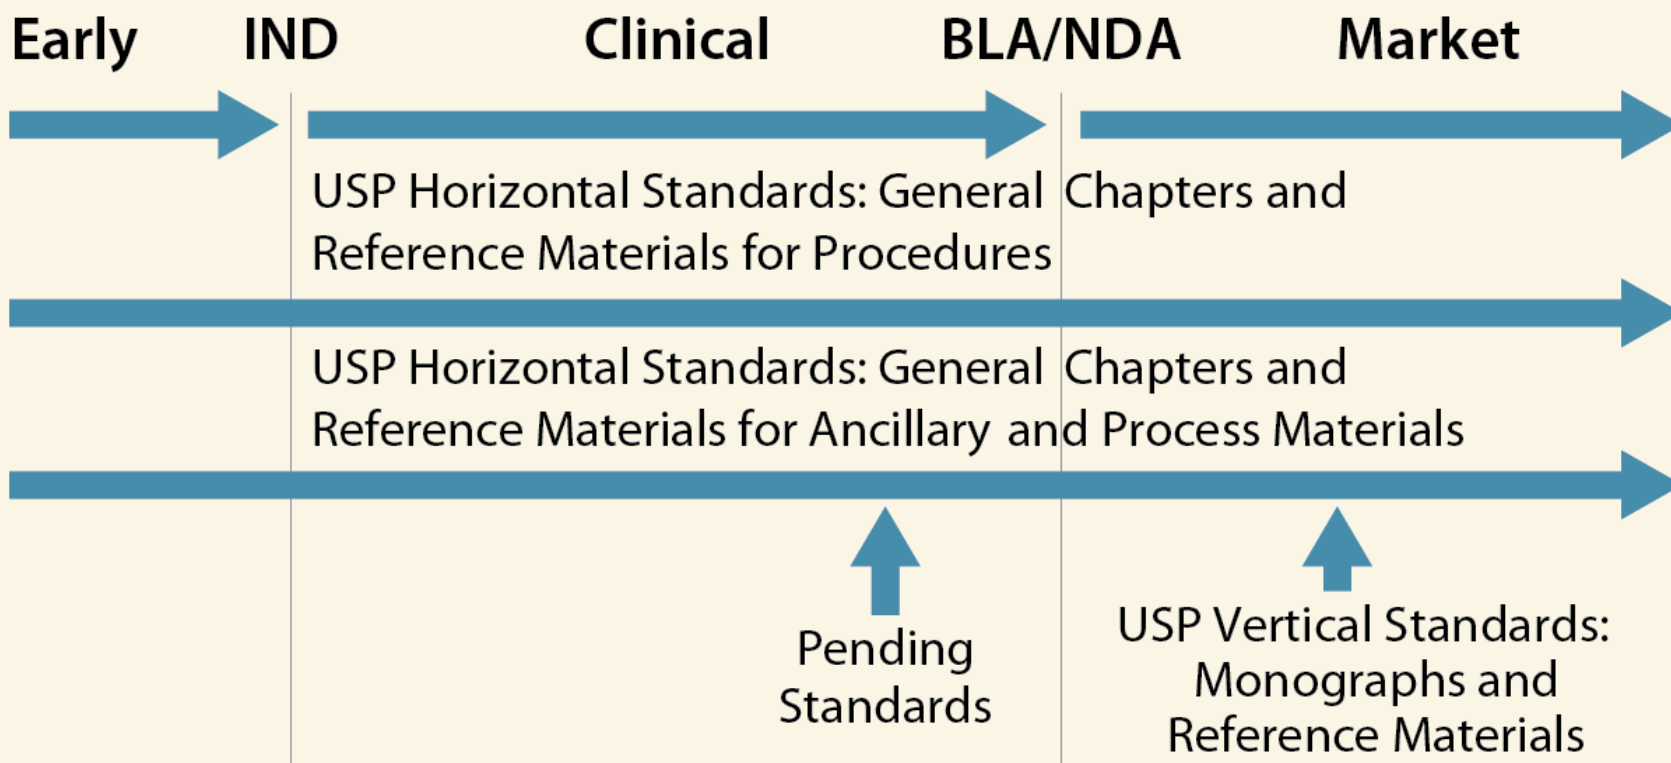 Early IND Clinical BLA/NDA Market
USP Horizontal Standards: General Chapters and
Reference Materials for Procedures
USP Horizontal Standards: General Chapters and
Reference Materials for Ancillary and Process Materials
Pending
Standards
USP Vertical Standards:
Monographs and
Reference Materials